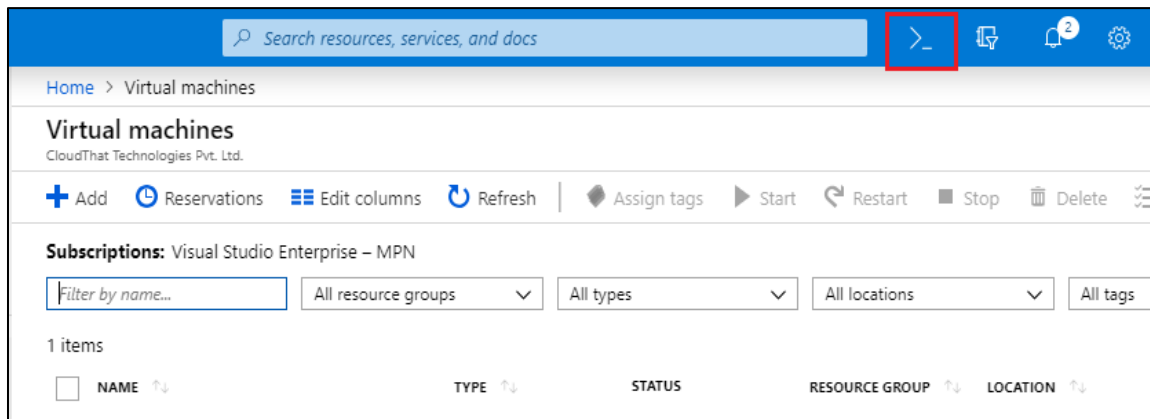 Search resources, services, and docs >_ 2
Home > Virtual machines
Virtual machines
CloudThat Technologies Pvt. Ltd.
Add Reservations Edit columns Refresh Assign tags Start Restart Stop Delete
Subscriptions: Visual Studio Enterprise – MPN
Filter by name... All resource groups All types All locations All tags
1 items
NAME TYPE STATUS RESOURCE GROUP LOCATION